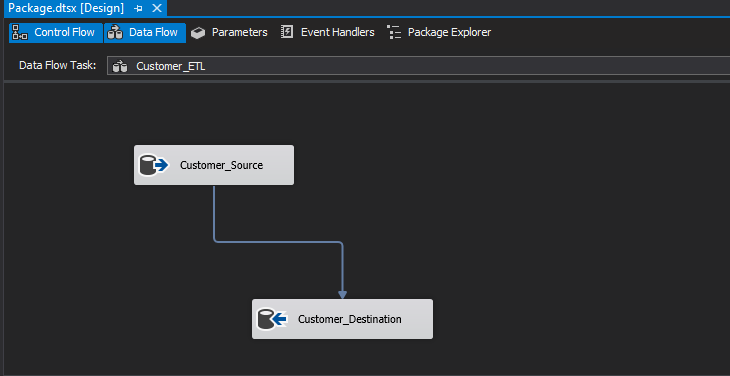 Package.dtsx [Design]
Control Flow Data Flow Parameters Event Handlers Package Explorer
Data Flow Task: Customer_ETL
Customer_Source
Customer_Destination